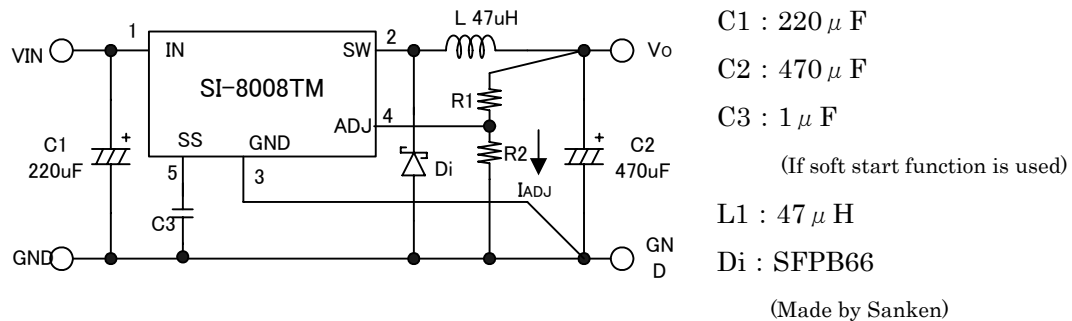 L 47uH
VIN
1
IN
SW
2
Vo
SI-8008TM
R1
ADJ
4
SS
GND
C1
220uF
+
5
3
Di
R2
IADJ
+
C2
470uF
C3
GND
GN
D
C1 : 220 μ F
C2 : 470 μ F
C3 : 1 μ F
(If soft start function is used)
L1 : 47 μ H
Di : SFPB66
(Made by Sanken)